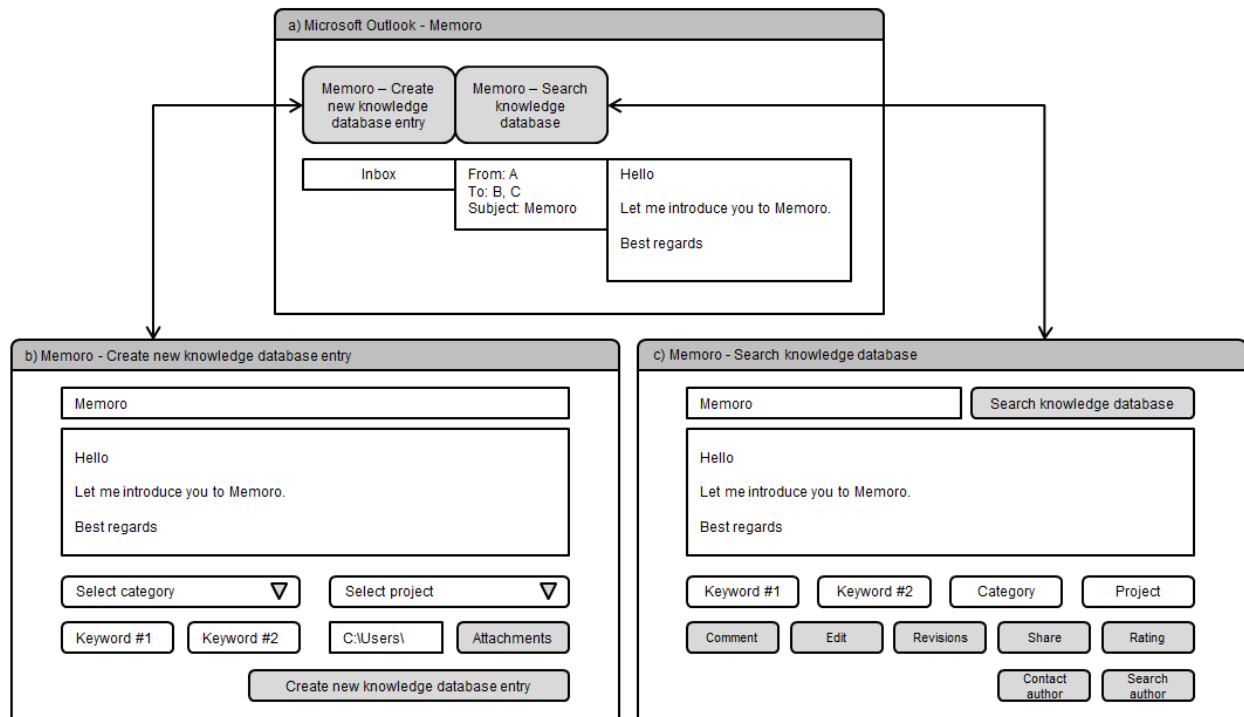 a) Microsoft Outlook - Memoro
Memoro – Create
new knowledge
database entry
Memoro – Search
knowledge
database
Inbox
From: A
To: B, C
Subject: Memoro
Hello
Let me introduce you to Memoro.
Best regards
b) Memoro - Create new knowledge database entry
Memoro
Hello
Let me introduce you to Memoro.
Best regards
Select category
Select project
Keyword #1
Keyword #2
C:\Users\
Attachments
Create new knowledge database entry
c) Memoro - Search knowledge database
Memoro
Search knowledge database
Hello
Let me introduce you to Memoro.
Best regards
Keyword #1
Keyword #2
Category
Project
Comment
Edit
Revisions
Share
Rating
Contact
author
Search
author